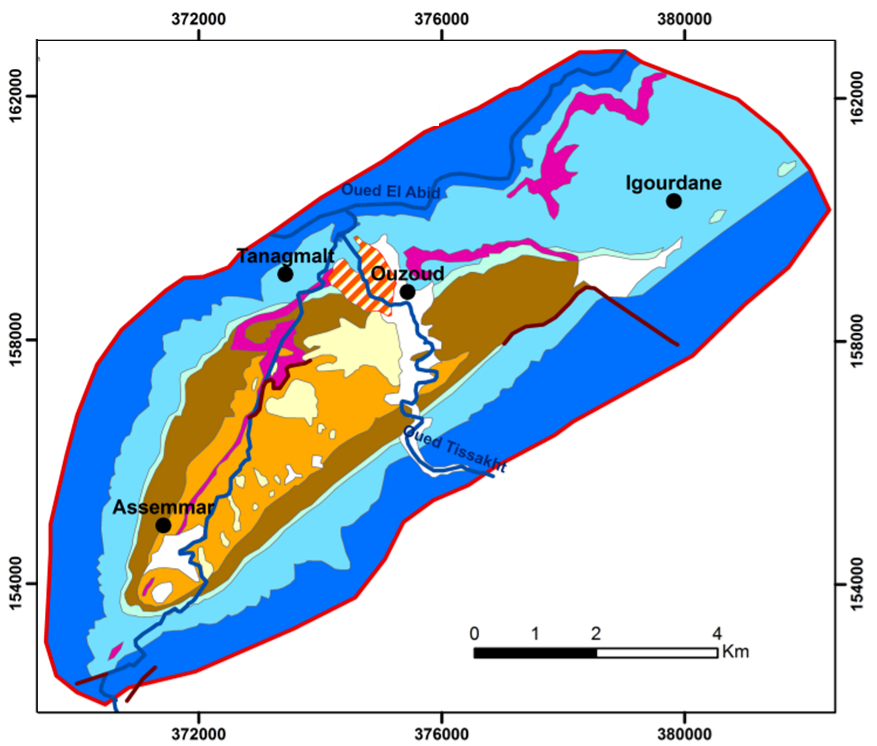 372000 376000 380000
162000 162000
Oued El Abid
Igourdane
Tanagmalt
Ouzoud
158000 158000
Oued Tissakht
Assemmar
154000 154000
0 1 2 4
Km
372000 376000 380000